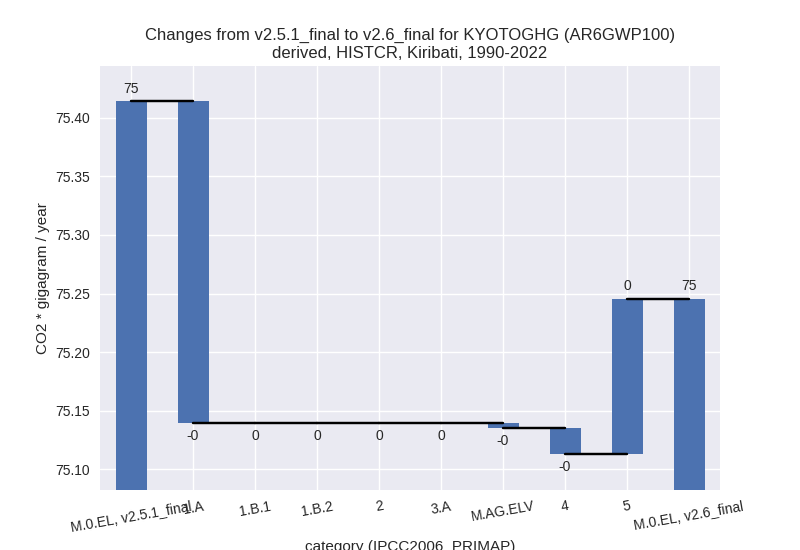 Changes from v2.5.1_final to v2.6_final for KYOTOGHG (AR6GWP100)
derived, HISTCR, Kiribati, 1990-2022
75
75.40
75.35
75.30
75.25
75.20
75.15
75.10
CO2 * gigagram / year
0
75
-0
0
0
0
0
-0
-0
M.0.EL, v2.5.1_final
1.A
1.B.1
1.B.2
2
3.A
M.AG.ELV
4
5
M.0.EL, v2.6_final
category (IPCC2006_PRIMAP)